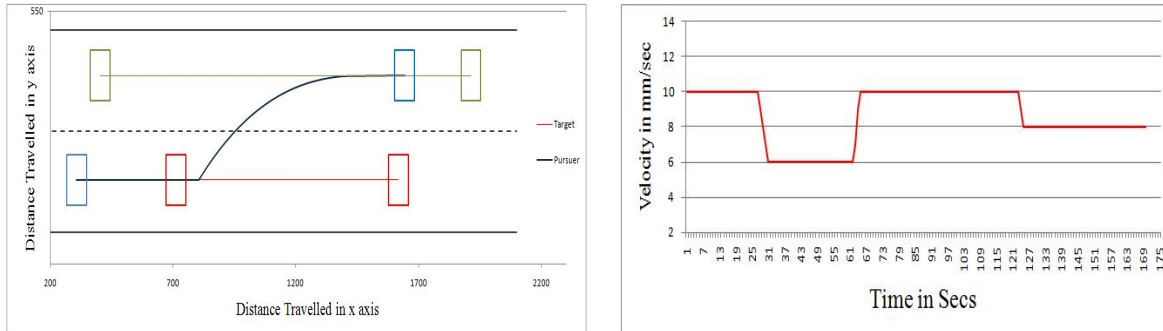 550
Distance Travelled in y axis
Target
Pursuer
200 700 1200 1700 2200
Distance Travelled in x axis
14
12
10
8
6
4
2
Velocity in mm/sec
1 7 13 19 25 31 37 43 49 55 61 67 73 79 85 91 97 103 109 115 121 127 133 139 145 151 157 163 169 175
Time in Secs